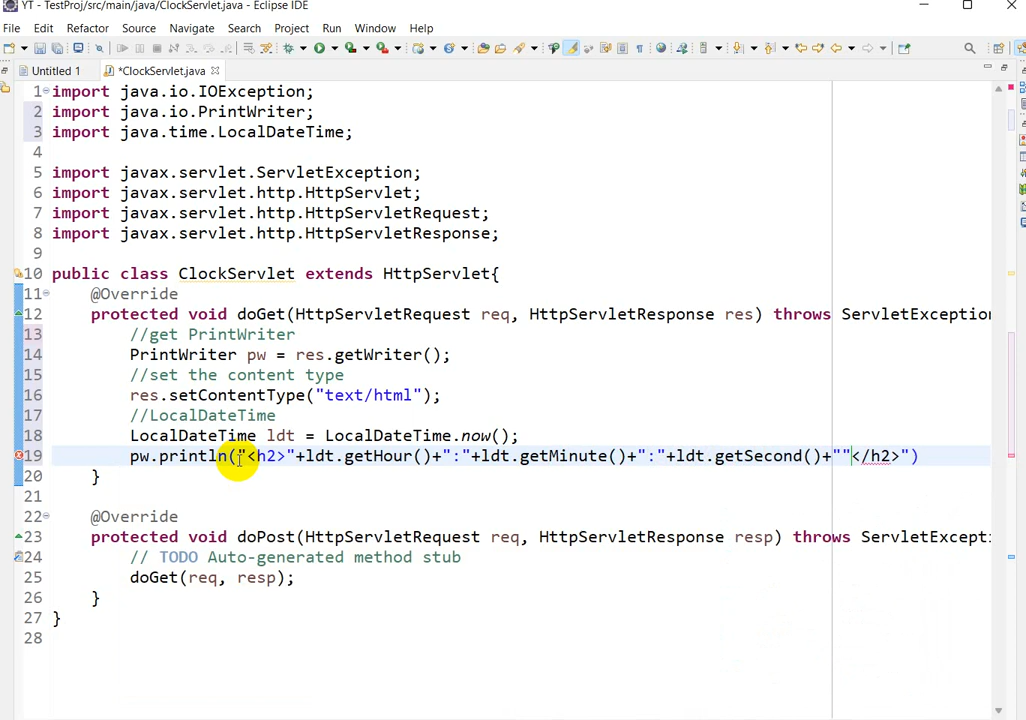 YT - TestProj/src/main/java/ClockServlet.java - Eclipse IDE
File Edit Refactor Source Navigate Search Project Run Window Help
Untitled 1 *ClockServlet.java
1 import java.io.IOException;
2 import java.io.PrintWriter;
3 import java.time.LocalDateTime;
4
5 import javax.servlet.ServletException;
6 import javax.servlet.http.HttpServlet;
7 import javax.servlet.http.HttpServletRequest;
8 import javax.servlet.http.HttpServletResponse;
9
10 public class ClockServlet extends HttpServlet{
11 @Override
12 protected void doGet(HttpServletRequest req, HttpServletResponse res) throws ServletException
13 //get PrintWriter
14 PrintWriter pw = res.getWriter();
15 //set the content type
16 res.setContentType("text/html");
17 //LocalDateTime
18 LocalDateTime ldt = LocalDateTime.now();
19 pw.println("<h2>"+ldt.getHour()+":"+ldt.getMinute()+":"+ldt.getSecond()+""</h2>")
20 }
21
22 @Override
23 protected void doPost(HttpServletRequest req, HttpServletResponse resp) throws ServletExcept:
24 // TODO Auto-generated method stub
25 doGet(req, resp);
26 }
27 }
28